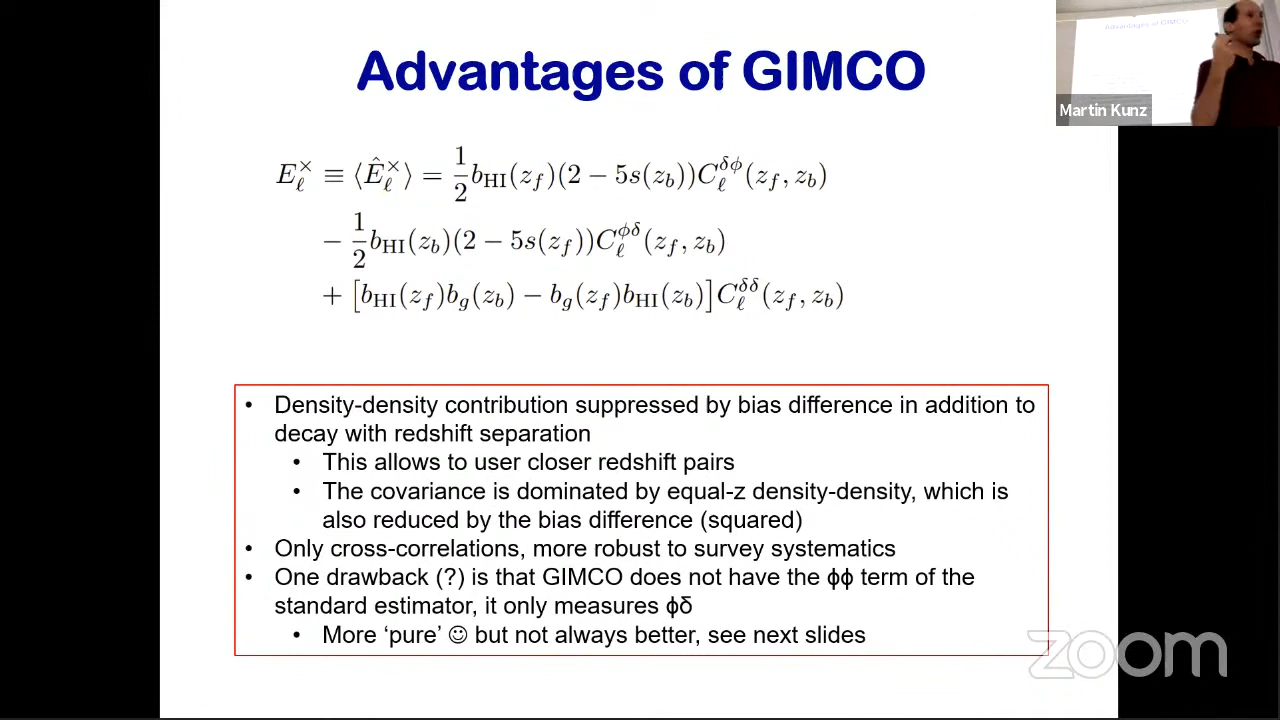 Advantages of GIMCO
Advantages of GIMCO
Martin Kunz
E_ℓ^× ≡ ⟨Ê_ℓ^×⟩ = 1/2 b_HI(z_f)(2 − 5s(z_b))C_ℓ^{δϕ}(z_f, z_b)
− 1/2 b_HI(z_b)(2 − 5s(z_f))C_ℓ^{ϕδ}(z_f, z_b)
+ [b_HI(z_f)b_g(z_b) − b_g(z_f)b_HI(z_b)]C_ℓ^{δδ}(z_f, z_b)
• Density-density contribution suppressed by bias difference in addition to
decay with redshift separation
• This allows to user closer redshift pairs
• The covariance is dominated by equal-z density-density, which is
also reduced by the bias difference (squared)
• Only cross-correlations, more robust to survey systematics
• One drawback (?) is that GIMCO does not have the ϕϕ term of the
standard estimator, it only measures ϕδ
• More ‘pure’ ☺ but not always better, see next slides
zoom